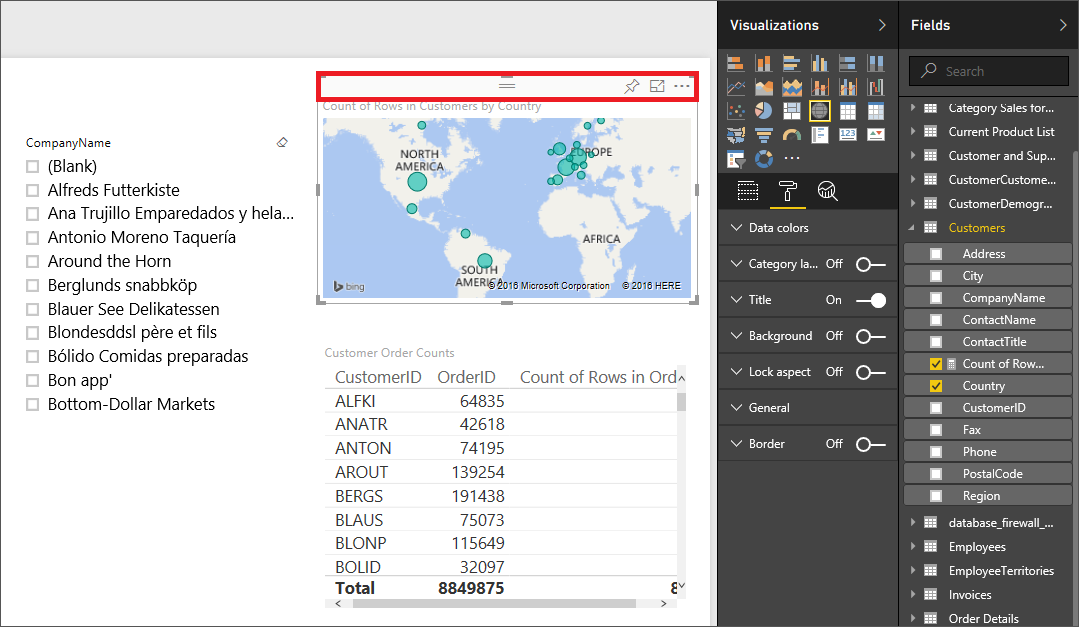 Visualizations
Fields
Search
Count of Rows in Customers by Country
NORTH
AMERICA
EUROPE
AFRICA
SOUTH
AMERICA
bing
© 2016 Microsoft Corporation © 2016 HERE
CompanyName
(Blank)
Alfreds Futterkiste
Ana Trujillo Emparedados y hela...
Antonio Moreno Taquería
Around the Horn
Berglunds snabbköp
Blauer See Delikatessen
Blondesddsl père et fils
Bólido Comidas preparadas
Bon app'
Bottom-Dollar Markets
Customer Order Counts
CustomerID OrderID Count of Rows in Ord
ALFKI 64835
ANATR 42618
ANTON 74195
AROUT 139254
BERGS 191438
BLAUS 75073
BLONP 115649
BOLID 32097
Total 8849875 8
123
Data colors
Category la... Off
Title On
Background Off
Lock aspect Off
General
Border Off
Category Sales for...
Current Product List
Customer and Sup...
CustomerCustome...
CustomerDemogr...
Customers
Address
City
CompanyName
ContactName
ContactTitle
Count of Row...
Country
CustomerID
Fax
Phone
PostalCode
Region
database_firewall_...
Employees
EmployeeTerritories
Invoices
Order Details